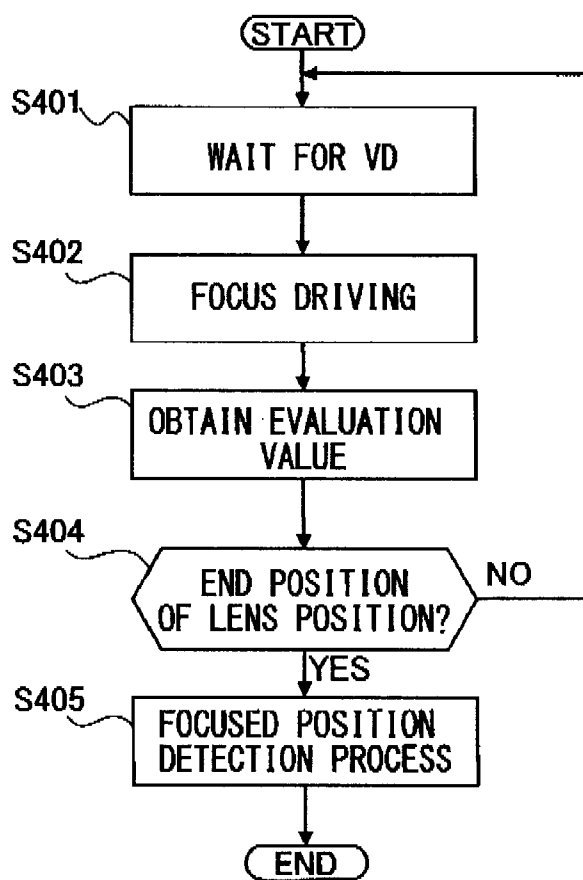 START
S401
WAIT FOR VD
S402
FOCUS DRIVING
S403
OBTAIN EVALUATION
VALUE
S404
END POSITION
OF LENS POSITION?
NO
YES
S405
FOCUSED POSITION
DETECTION PROCESS
END